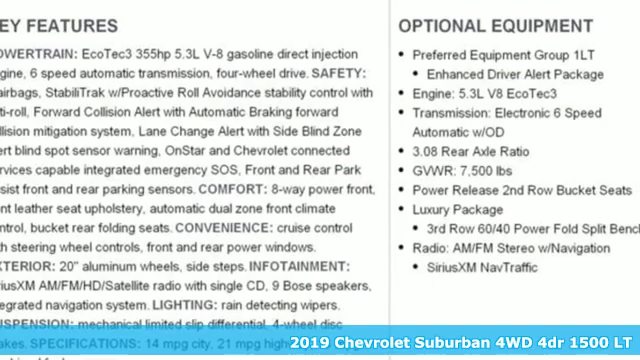 EY FEATURES
OWERTRAIN: EcoTec3 355hp 5.3L V-8 gasoline direct injection
gine, 6 speed automatic transmission, four-wheel drive. SAFETY:
airbags, StabiliTrak w/Proactive Roll Avoidance stability control with
ti-roll, Forward Collision Alert with Automatic Braking forward
llision mitigation system, Lane Change Alert with Side Blind Zone
ert blind spot sensor warning, OnStar and Chevrolet connected
rvices capable integrated emergency SOS, Front and Rear Park
sist front and rear parking sensors. COMFORT: 8-way power front,
ont leather seat upholstery, automatic dual zone front climate
ntrol, bucket rear folding seats. CONVENIENCE: cruise control
th steering wheel controls, front and rear power windows.
XTERIOR: 20" aluminum wheels, side steps. INFOTAINMENT:
riusXM AM/FM/HD/Satellite radio with single CD, 9 Bose speakers,
egrated navigation system. LIGHTING: rain detecting wipers.
USPENSION: mechanical limited slip differential, 4-wheel disc
akes. SPECIFICATIONS: 14 mpg city, 21 mpg
OPTIONAL EQUIPMENT
• Preferred Equipment Group 1LT
• Enhanced Driver Alert Package
• Engine: 5.3L V8 EcoTec3
• Transmission: Electronic 6 Speed
Automatic w/OD
• 3.08 Rear Axle Ratio
• GVWR: 7,500 lbs
• Power Release 2nd Row Bucket Seats
• Luxury Package
• 3rd Row 60/40 Power Fold Split Benc
• Radio: AM/FM Stereo w/Navigation
• SiriusXM NavTraffic
2019 Chevrolet Suburban 4WD 4dr 1500 LT